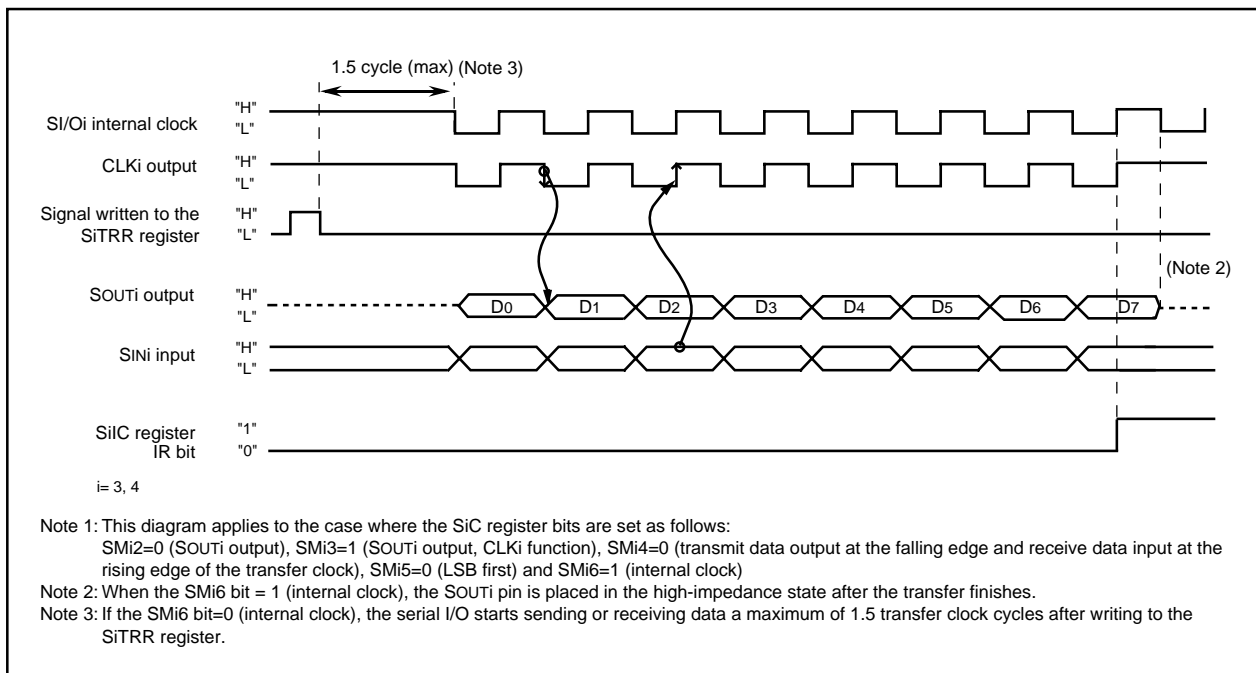 1.5 cycle (max) (Note 3)
SI/Oi internal clock
"H"
"L"
CLKi output
"H"
"L"
Signal written to the
SiTRR register
"H"
"L"
(Note 2)
SOUTi output
"H"
"L"
D0 D1 D2 D3 D4 D5 D6 D7
SINi input
"H"
"L"
SiIC register
IR bit
"1"
"0"
i= 3, 4
Note 1: This diagram applies to the case where the SiC register bits are set as follows:
SMi2=0 (SOUTi output), SMi3=1 (SOUTi output, CLKi function), SMi4=0 (transmit data output at the falling edge and receive data input at the
rising edge of the transfer clock), SMi5=0 (LSB first) and SMi6=1 (internal clock)
Note 2: When the SMi6 bit = 1 (internal clock), the SOUTi pin is placed in the high-impedance state after the transfer finishes.
Note 3: If the SMi6 bit=0 (internal clock), the serial I/O starts sending or receiving data a maximum of 1.5 transfer clock cycles after writing to the
SiTRR register.